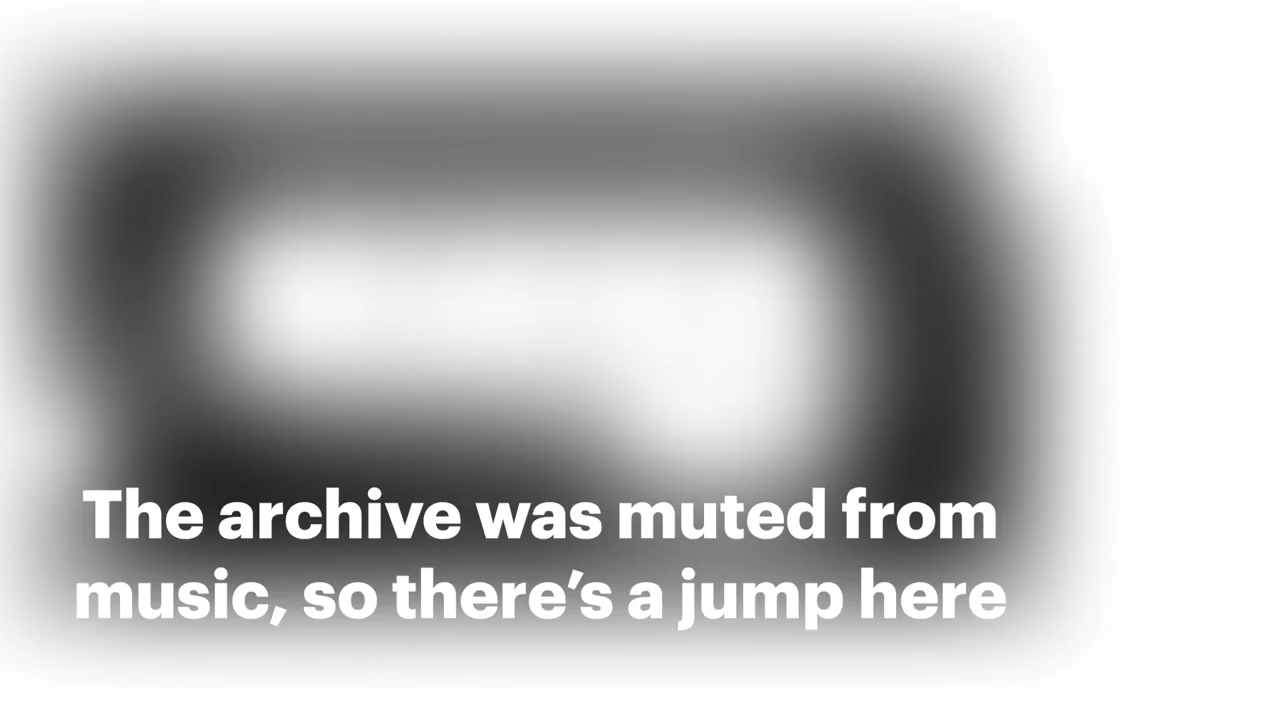 The archive was muted from
music, so there’s a jump here